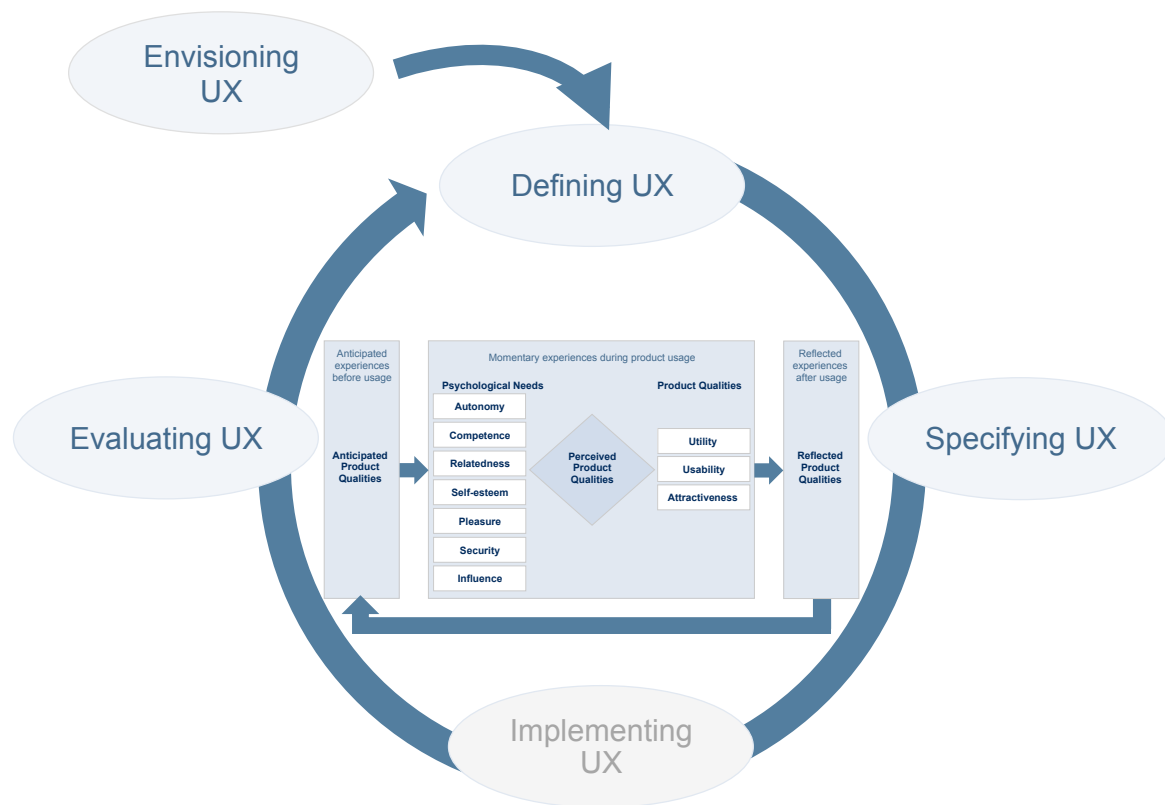 Envisioning
UX
Defining UX
Anticipated
experiences
before usage
Momentary experiences during product usage
Reflected
experiences
after usage
Psychological Needs
Product Qualities
Autonomy
Competence
Relatedness
Self-esteem
Pleasure
Security
Influence
Anticipated
Product
Qualities
Perceived
Product
Qualities
Utility
Usability
Attractiveness
Reflected
Product
Qualities
Evaluating UX
Specifying UX
Implementing
UX